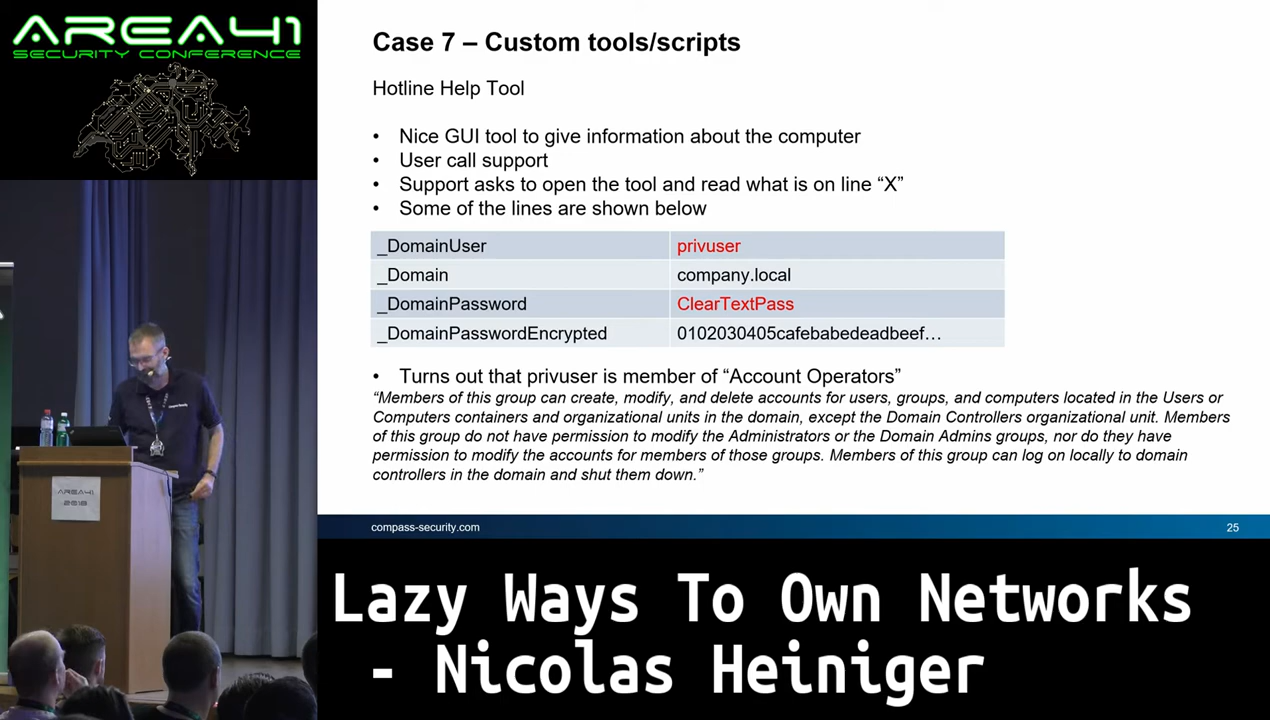 AREA41
SECURITY CONFERENCE
Case 7 – Custom tools/scripts
Hotline Help Tool
• Nice GUI tool to give information about the computer
• User call support
• Support asks to open the tool and read what is on line “X”
• Some of the lines are shown below
_DomainUser privuser
_Domain company.local
_DomainPassword ClearTextPass
_DomainPasswordEncrypted 0102030405cafebabedeadbeef…
• Turns out that privuser is member of “Account Operators”
“Members of this group can create, modify, and delete accounts for users, groups, and computers located in the Users or
Computers containers and organizational units in the domain, except the Domain Controllers organizational unit. Members
of this group do not have permission to modify the Administrators or the Domain Admins groups, nor do they have
permission to modify the accounts for members of those groups. Members of this group can log on locally to domain
controllers in the domain and shut them down.”
compass-security.com 25
AREA41
2018
Lazy Ways To Own Networks
- Nicolas Heiniger